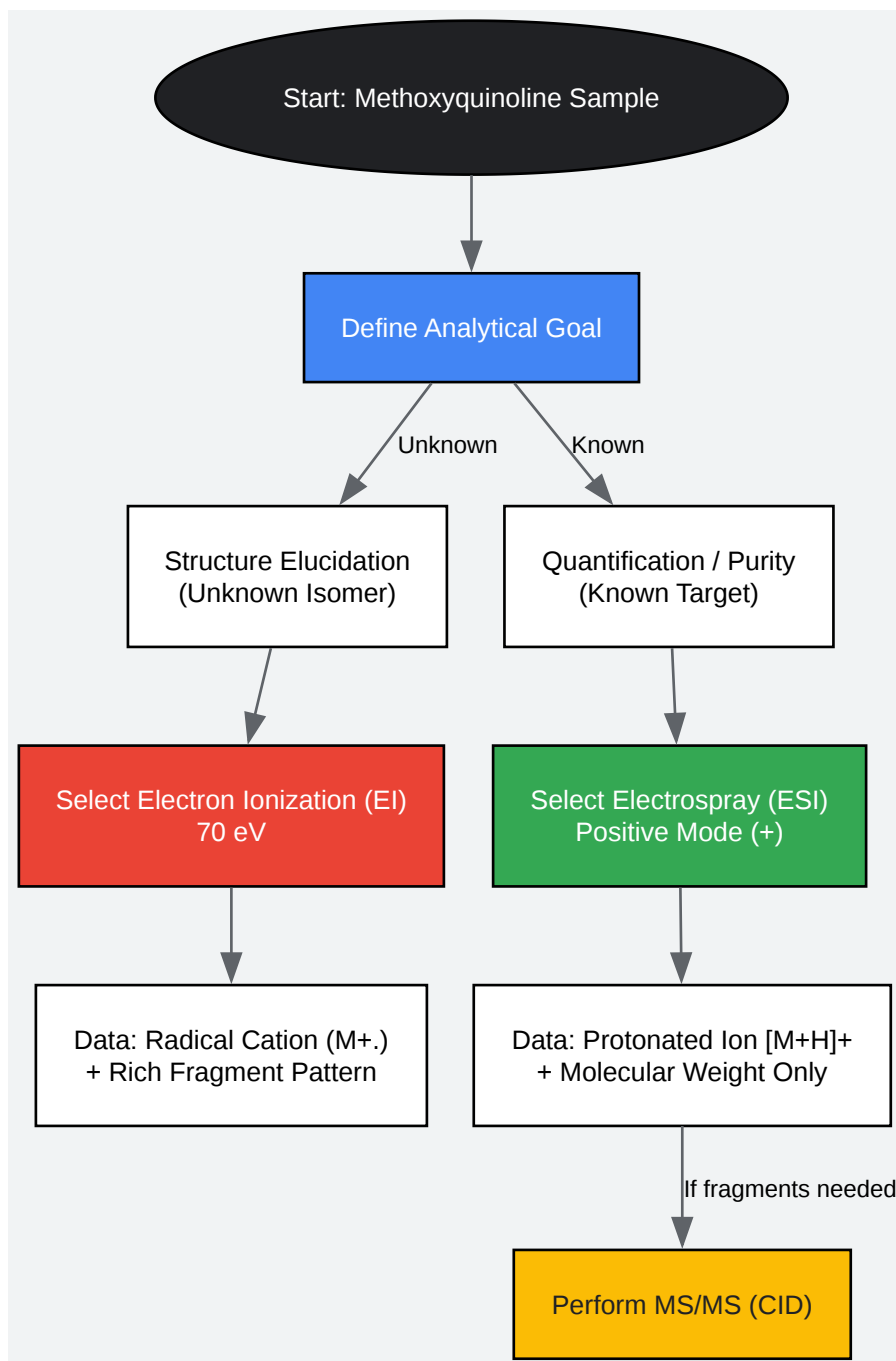 Start: Methoxyquinoline Sample
Define Analytical Goal
Unknown
Known
Structure Elucidation
(Unknown Isomer)
Quantification / Purity
(Known Target)
Select Electron Ionization (EI)
70 eV
Select Electrospray (ESI)
Positive Mode (+)
Data: Radical Cation (M+.)
+ Rich Fragment Pattern
Data: Protonated Ion [M+H]+
+ Molecular Weight Only
If fragments needed
Perform MS/MS (CID)